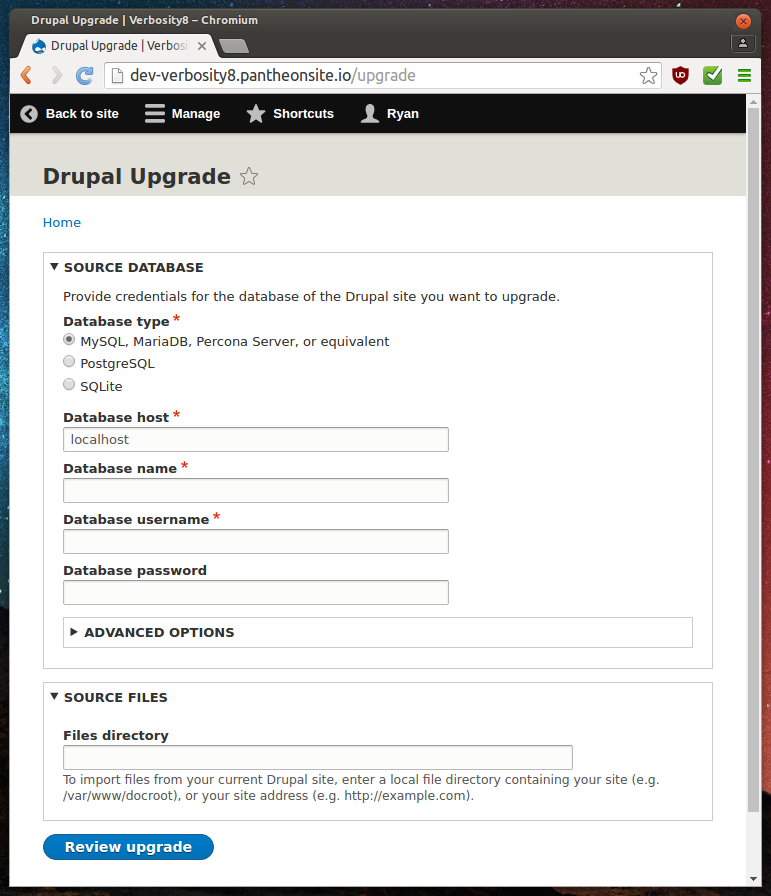 Drupal Upgrade | Verbosity8 – Chromium
Drupal Upgrade | Verbosi
dev-verbosity8.pantheonsite.io/upgrade
Back to site Manage Shortcuts Ryan
Drupal Upgrade
Home
SOURCE DATABASE
Provide credentials for the database of the Drupal site you want to upgrade.
Database type *
MySQL, MariaDB, Percona Server, or equivalent
PostgreSQL
SQLite
Database host *
localhost
Database name *
Database username *
Database password
ADVANCED OPTIONS
SOURCE FILES
Files directory
To import files from your current Drupal site, enter a local file directory containing your site (e.g.
/var/www/docroot), or your site address (e.g. http://example.com).
Review upgrade